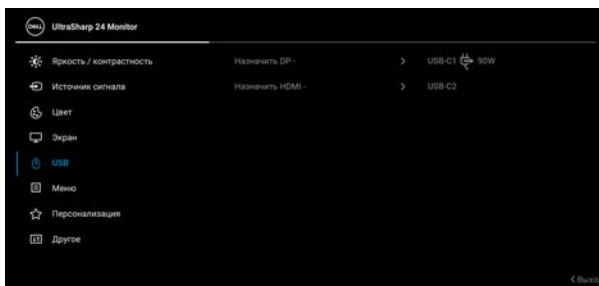 DELL UltraSharp 24 Monitor
Яркость / контрастность Назначить DP - > USB-C1 90W
Источник сигнала Назначить HDMI - > USB-C2
Цвет
Экран
USB
Меню
Персонализация
Другое